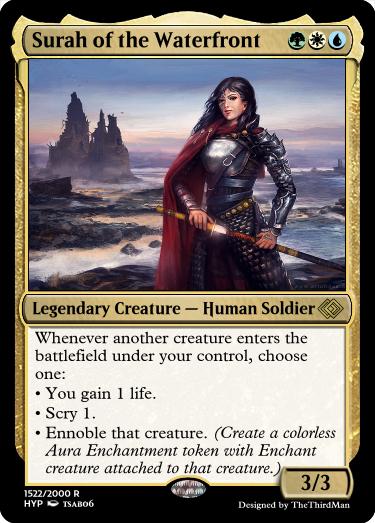 Surah of the Waterfront
Legendary Creature — Human Soldier
Whenever another creature enters the
battlefield under your control, choose
one:
• You gain 1 life.
• Scry 1.
• Ennoble that creature. (Create a colorless
Aura Enchantment token with Enchant
creature attached to that creature.)
3/3
1522/2000 R
HYP TSAB06
Designed by TheThirdMan